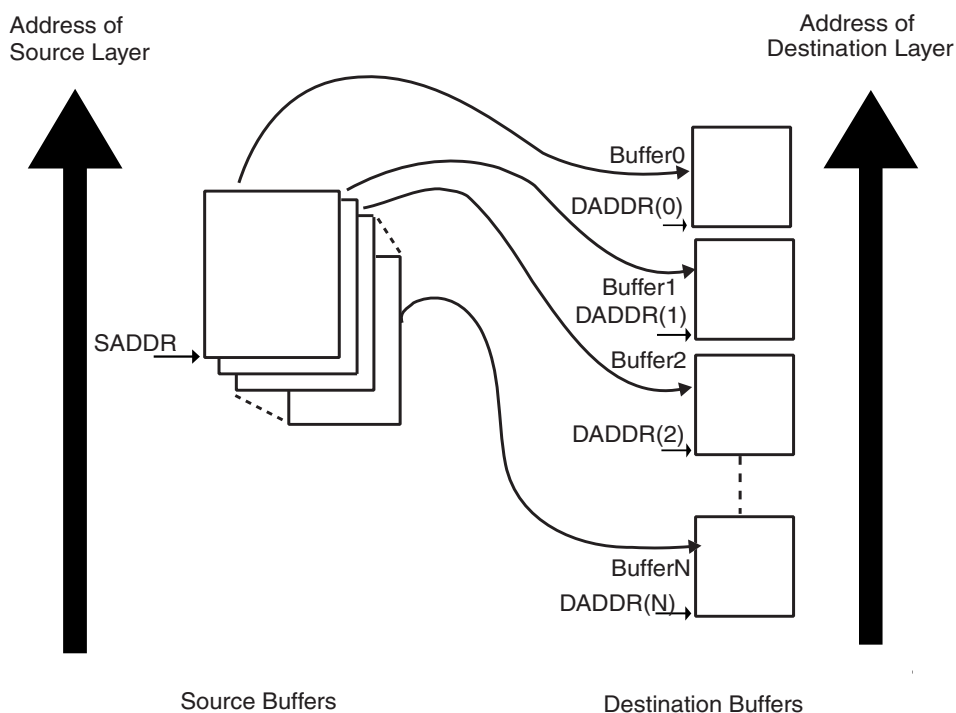 Address of
Source Layer
Address of
Destination Layer
Buffer0
DADDR(0)
Buffer1
DADDR(1)
SADDR
Buffer2
DADDR(2)
BufferN
DADDR(N)
Source Buffers
Destination Buffers